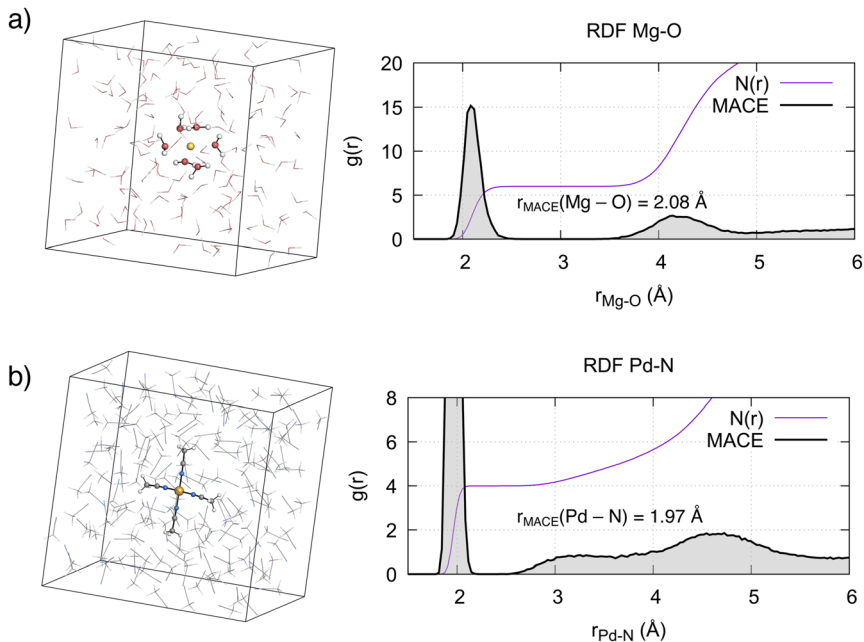 a)
RDF Mg-O
20
15
10
5
0
g(r)
N(r)
MACE
r_MACE(Mg – O) = 2.08 Å
2 3 4 5 6
r_Mg-O (Å)
b)
RDF Pd-N
8
6
4
2
0
g(r)
N(r)
MACE
r_MACE(Pd – N) = 1.97 Å
2 3 4 5 6
r_Pd-N (Å)